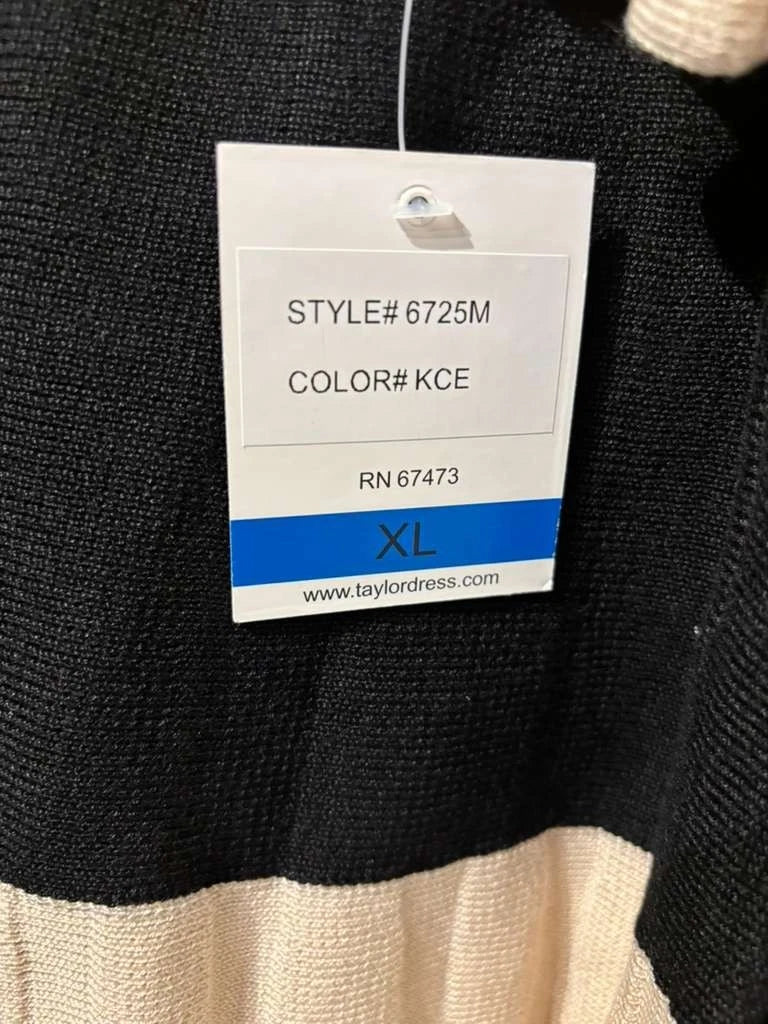 STYLE# 6725M
COLOR# KCE
RN 67473
XL
www.taylordress.com